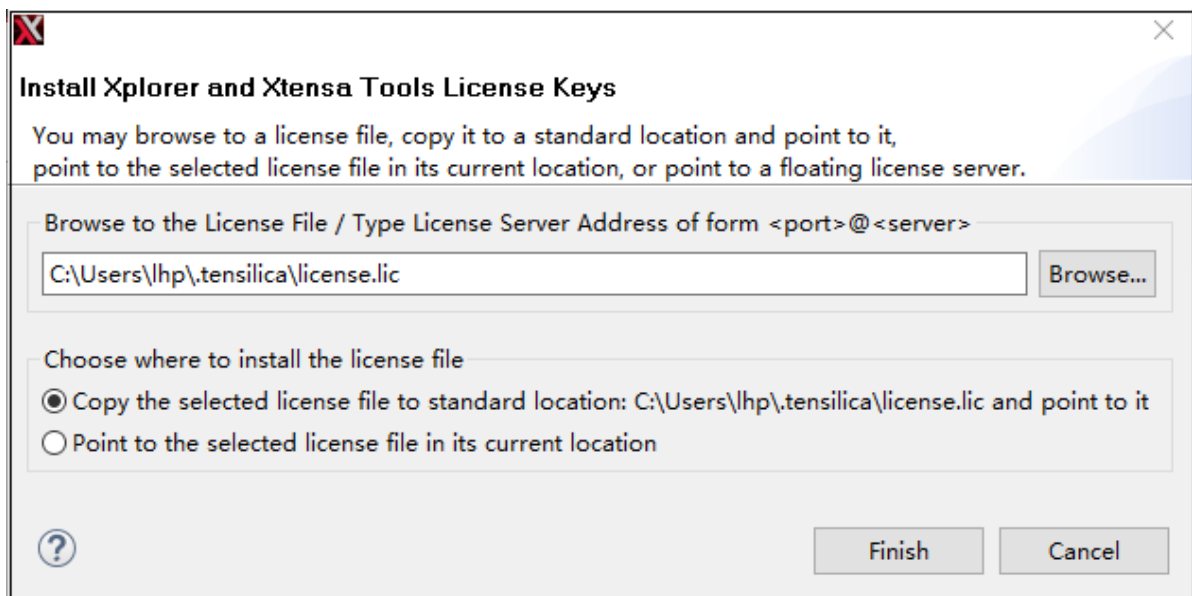 Install Xplorer and Xtensa Tools License Keys
You may browse to a license file, copy it to a standard location and point to it,
point to the selected license file in its current location, or point to a floating license server.
Browse to the License File / Type License Server Address of form <port>@<server>
C:\Users\lhp\.tensilica\license.lic
Browse...
Choose where to install the license file
Copy the selected license file to standard location: C:\Users\lhp\.tensilica\license.lic and point to it
Point to the selected license file in its current location
?
Finish
Cancel